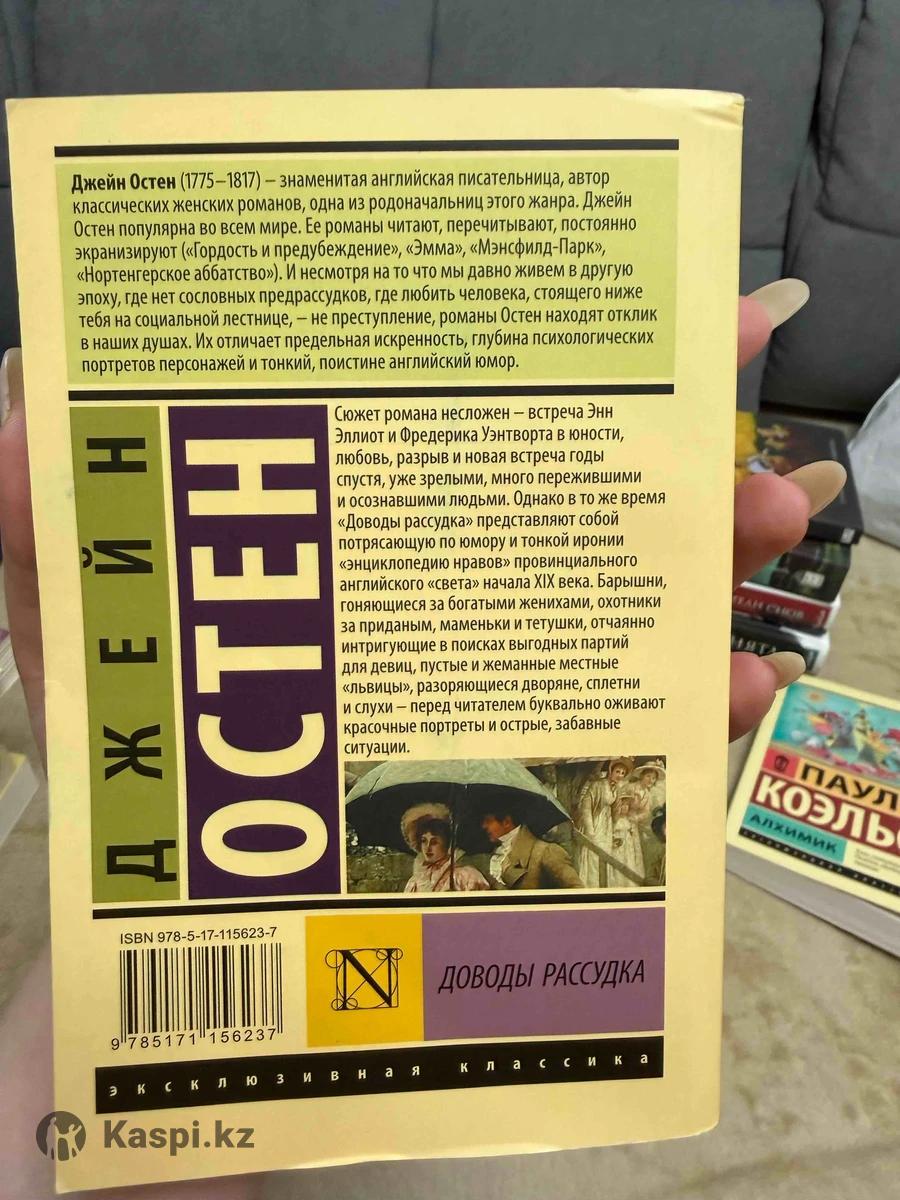 Джейн Остен (1775–1817) – знаменитая английская писательница, автор
классических женских романов, одна из родоначальниц этого жанра. Джейн
Остен популярна во всем мире. Ее романы читают, перечитывают, постоянно
экранизируют («Гордость и предубеждение», «Эмма», «Мэнсфилд-Парк»,
«Нортенгерское аббатство»). И несмотря на то что мы давно живем в другую
эпоху, где нет сословных предрассудков, где любить человека, стоящего ниже
тебя на социальной лестнице, – не преступление, романы Остен находят отклик
в наших душах. Их отличает предельная искренность, глубина психологических
портретов персонажей и тонкий, поистине английский юмор.
ДЖЕЙН
ОСТЕН
Сюжет романа несложен – встреча Энн
Эллиот и Фредерика Уэнтворта в юности,
любовь, разрыв и новая встреча годы
спустя, уже зрелыми, много пережившими
и осознавшими людьми. Однако в то же время
«Доводы рассудка» представляют собой
потрясающую по юмору и тонкой иронии
«энциклопедию нравов» провинциального
английского «света» начала XIX века. Барышни,
гоняющиеся за богатыми женихами, охотники
за приданым, маменьки и тетушки, отчаянно
интригующие в поисках выгодных партий
для девиц, пустые и жеманные местные
«львицы», разоряющиеся дворяне, сплетни
и слухи – перед читателем буквально оживают
красочные портреты и острые, забавные
ситуации.
ISBN 978-5-17-115623-7
9 785171 156237
N
ДОВОДЫ РАССУДКА
эксклюзивная классика
Kaspi.kz
СНОВ
МЯТА
ПАУЛ
КОЭЛЬ
АЛХИМИК